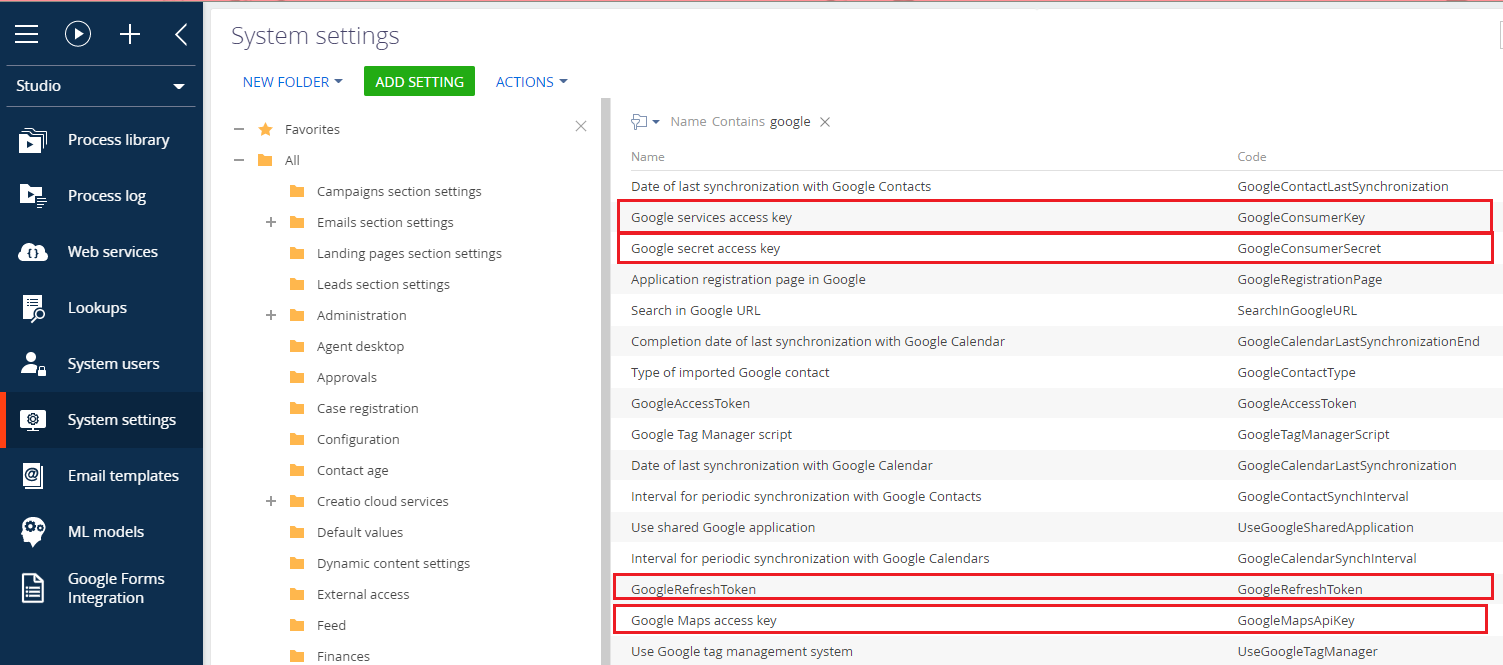 System settings
Studio
NEW FOLDER ADD SETTING ACTIONS
Process library
Process log
Web services
Lookups
System users
System settings
Email templates
ML models
Google Forms
Integration
Favorites
All
Campaigns section settings
Emails section settings
Landing pages section settings
Leads section settings
Administration
Agent desktop
Approvals
Case registration
Configuration
Contact age
Creatio cloud services
Default values
Dynamic content settings
External access
Feed
Finances
Name Contains google
Name Code
Date of last synchronization with Google Contacts GoogleContactLastSynchronization
Google services access key GoogleConsumerKey
Google secret access key GoogleConsumerSecret
Application registration page in Google GoogleRegistrationPage
Search in Google URL SearchInGoogleURL
Completion date of last synchronization with Google Calendar GoogleCalendarLastSynchronizationEnd
Type of imported Google contact GoogleContactType
GoogleAccessToken GoogleAccessToken
Google Tag Manager script GoogleTagManagerScript
Date of last synchronization with Google Calendar GoogleCalendarLastSynchronization
Interval for periodic synchronization with Google Contacts GoogleContactSynchInterval
Use shared Google application UseGoogleSharedApplication
Interval for periodic synchronization with Google Calendars GoogleCalendarSynchInterval
GoogleRefreshToken GoogleRefreshToken
Google Maps access key GoogleMapsApiKey
Use Google tag management system UseGoogleTagManager